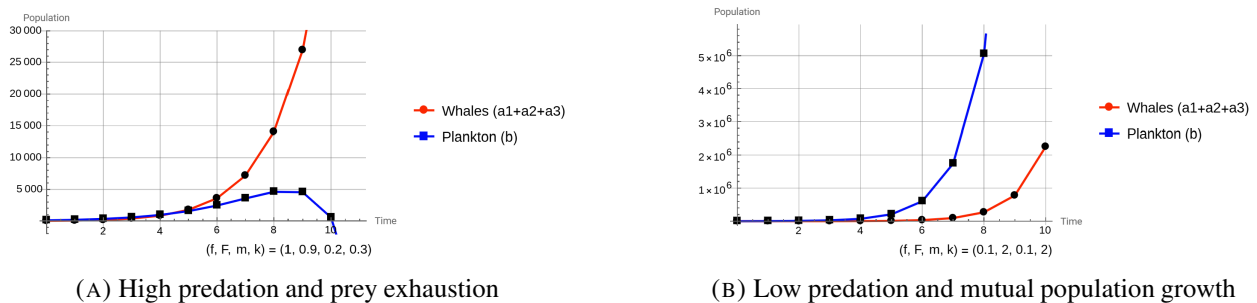 Population
30 000
25 000
20 000
15 000
10 000
5 000
2 4 6 8 10
Time
Whales (a1+a2+a3)
Plankton (b)
(f, F, m, k) = (1, 0.9, 0.2, 0.3)
(A) High predation and prey exhaustion
Population
5×10⁶
4×10⁶
3×10⁶
2×10⁶
1×10⁶
2 4 6 8 10
Time
Whales (a1+a2+a3)
Plankton (b)
(f, F, m, k) = (0.1, 2, 0.1, 2)
(B) Low predation and mutual population growth